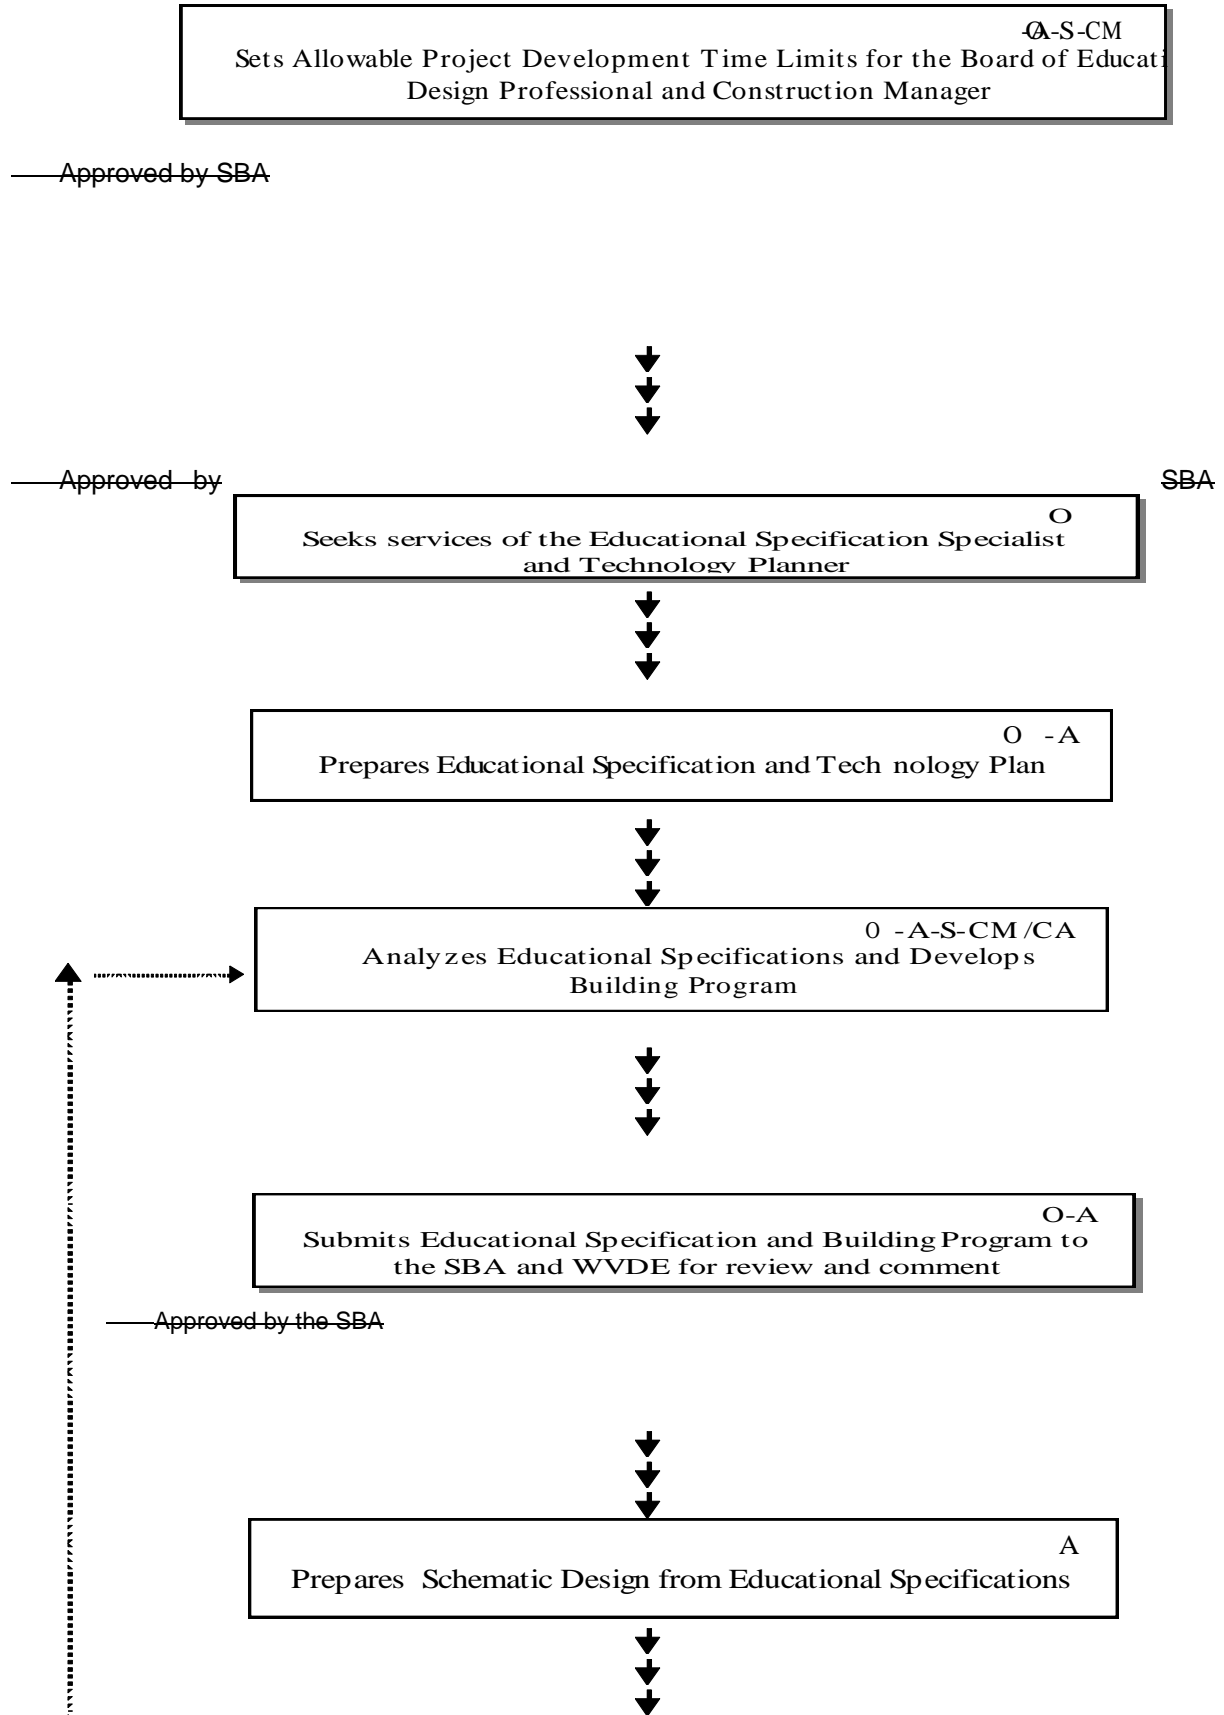 -OA-S-CM
Sets Allowable Project Development Time Limits for the Board of Educati
Design Professional and Construction Manager
Approved by SBA
Approved by SBA
O
Seeks services of the Educational Specification Specialist
and Technology Planner
O -A
Prepares Educational Specification and Tech nology Plan
0 -A-S-CM /CA
Analyzes Educational Specifications and Develops
Building Program
O-A
Submits Educational Specification and Building Program to
the SBA and WVDE for review and comment
Approved by the SBA
A
Prepares Schematic Design from Educational Specifications